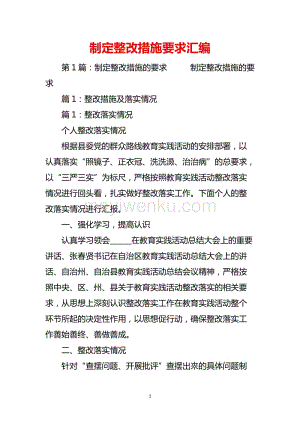 制定整改措施要求汇编
第1篇：制定整改措施的要求　　制定整改措施的要
求
篇1：整改措施及落实情况
篇1：整改落实情况
个人整改落实情况
根据县委党的群众路线教育实践活动的安排部署，以
认真落实“照镜子、正衣冠、洗洗澡、治治病”的总要求，
以“三严三实”为标尺，严格按照教育实践活动整改落实
情况进行回头看，扎实做好整改落实工作。下面个人的整
改落实情况进行汇报。
一、强化学习，提高认识
认真学习领会_____在教育实践活动总结大会上的重要
讲话、张春贤书记在自治区教育实践活动总结大会上的讲
话、自治州、自治县教育实践活动总结会议精神，严格按
照中央、区、州、县关于教育实践活动整改落实的相关要
求，从思想上深刻认识整改落实工作在教育实践活动整个
环节所起的决定性作用，以思想促行动，确保整改落实工
作善始善终、善做善成。
二、整改落实情况
针对“查摆问题、开展批评”查摆出来的具体问题制
1